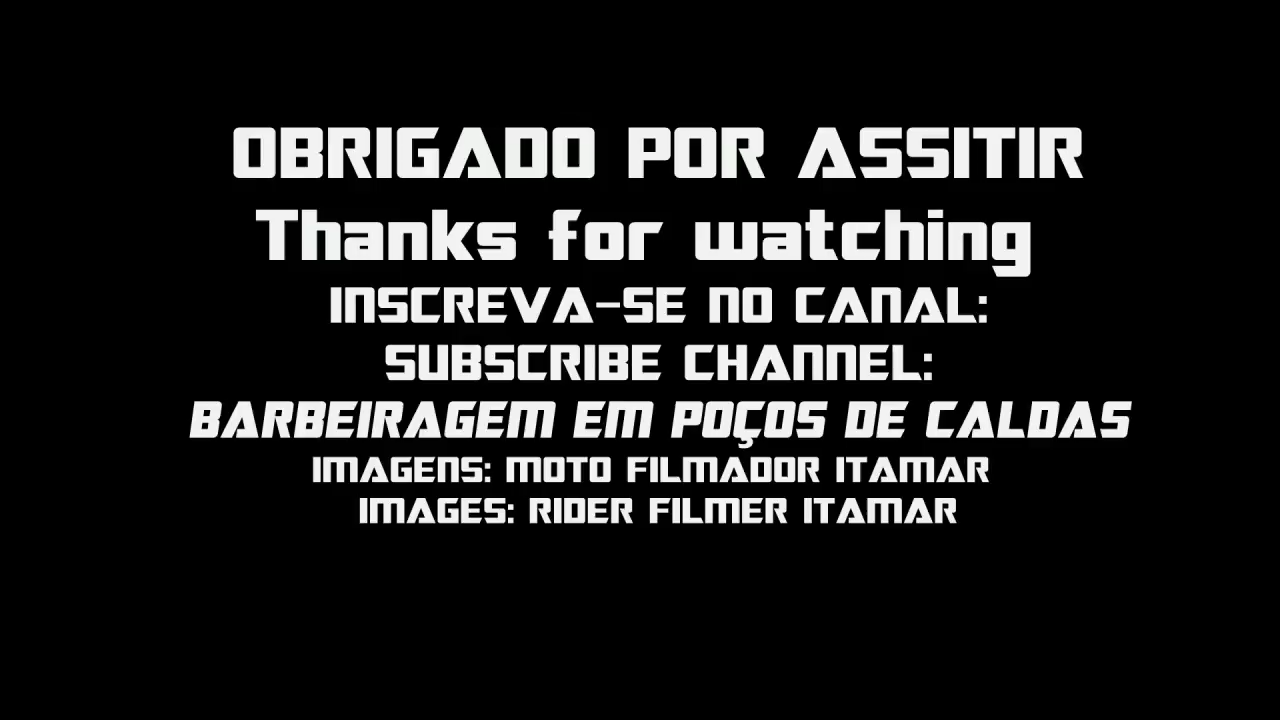 OBRIGADO POR ASSITIR
Thanks for watching
INSCREVA-SE NO CANAL:
SUBSCRIBE CHANNEL:
BARBEIRAGEM EM POÇOS DE CALDAS
IMAGENS: MOTO FILMADOR ITAMAR
IMAGES: RIDER FILMER ITAMAR